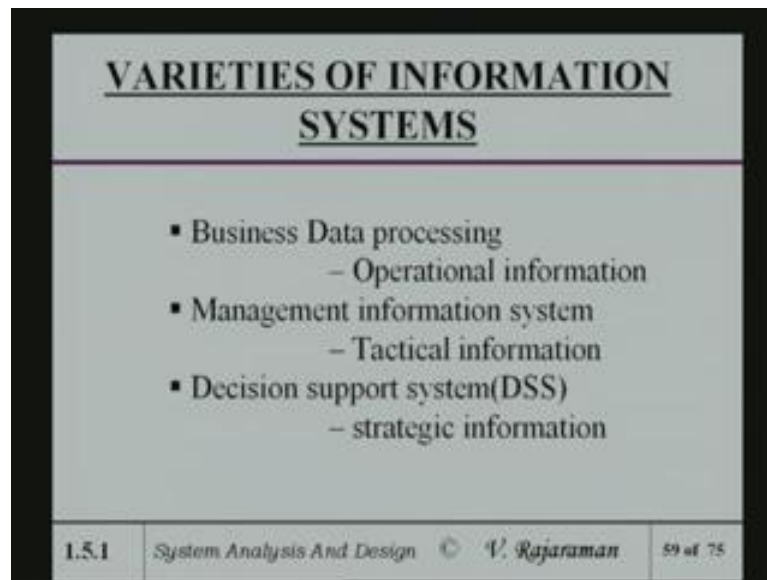 VARIETIES OF INFORMATION
SYSTEMS
▪ Business Data processing
– Operational information
▪ Management information system
– Tactical information
▪ Decision support system(DSS)
– strategic information
1.5.1 System Analysis And Design © V. Rajaraman 59 of 75